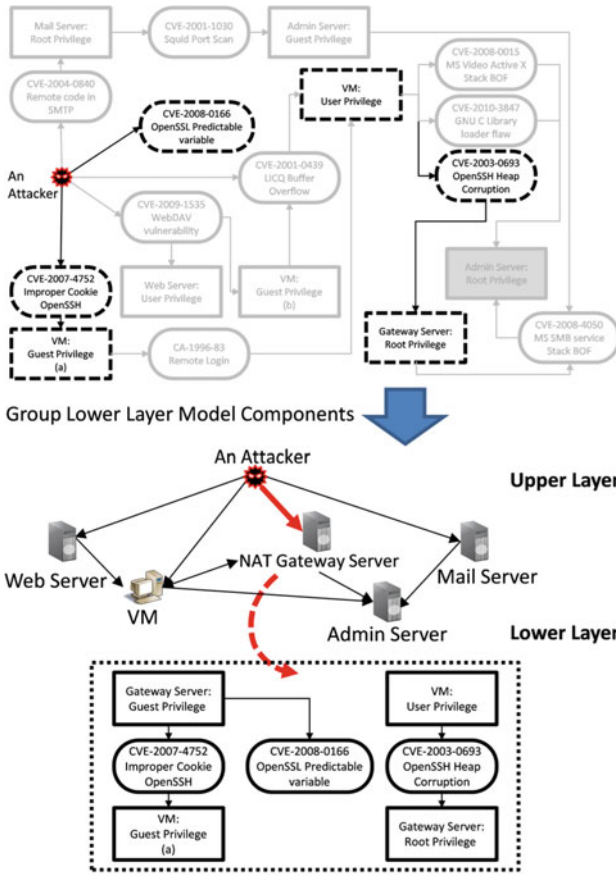 Mail Server:
Root Privilege
CVE-2001-1030
Squid Port Scan
Admin Server:
Guest Privilege
CVE-2008-0015
MS Video Active X
Stack BOF
CVE-2004-0840
Remote code in
SMTP
CVE-2008-0166
OpenSSL Predictable
variable
VM:
User Privilege
CVE-2010-3847
GNU C Library
loader flaw
An
Attacker
CVE-2001-0439
LICQ Buffer
Overflow
CVE-2003-0693
OpenSSH Heap
Corruption
CVE-2009-1535
WebDAV
vulnerability
CVE-2007-4752
Improper Cookie
OpenSSH
Web Server:
User Privilege
VM:
Guest Privilege
(b)
Admin Server:
Root Privilege
VM:
Guest Privilege
(a)
CA-1996-83
Remote Login
Gateway Server:
Root Privilege
CVE-2008-4050
MS SMB service
Stack BOF
Group Lower Layer Model Components
An Attacker
Upper Layer
Web Server
NAT Gateway Server
Mail Server
VM
Admin Server
Lower Layer
Gateway Server:
Guest Privilege
VM:
User Privilege
CVE-2007-4752
Improper Cookie
OpenSSH
CVE-2008-0166
OpenSSL Predictable
variable
CVE-2003-0693
OpenSSH Heap
Corruption
VM:
Guest Privilege
(a)
Gateway Server:
Root Privilege